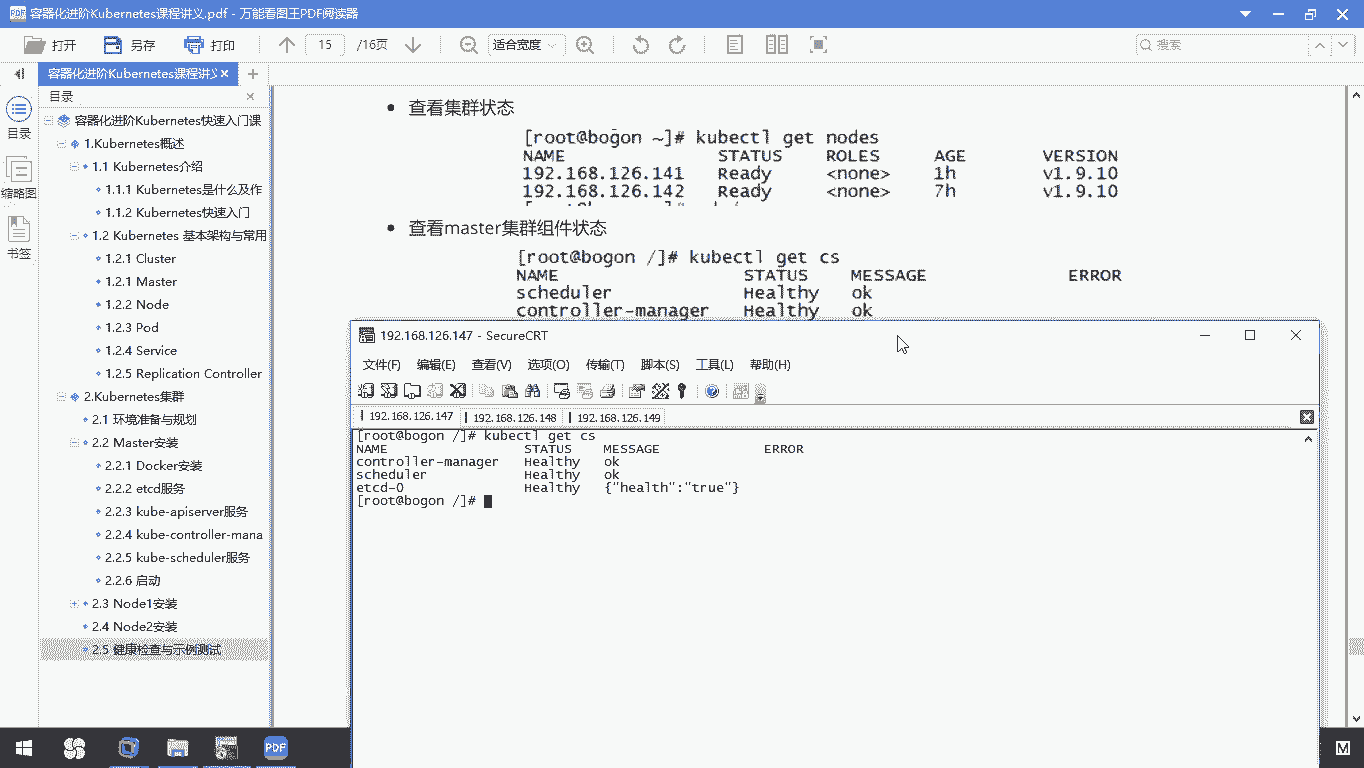 容器化进阶Kubernetes课程讲义.pdf - 万能看图王PDF阅读器
打开 另存 打印 15 /16页 适合宽度 搜索
容器化进阶Kubernetes课程讲义
目录
目录
缩略图
书签
容器化进阶Kubernetes快速入门课
1.Kubernetes概述
1.1 Kubernetes介绍
1.1.1 Kubernetes是什么及作
1.1.2 Kubernetes快速入门
1.2 Kubernetes 基本架构与常用
1.2.1 Cluster
1.2.1 Master
1.2.2 Node
1.2.3 Pod
1.2.4 Service
1.2.5 Replication Controller
2.Kubernetes集群
2.1 环境准备与规划
2.2 Master安装
2.2.1 Docker安装
2.2.2 etcd服务
2.2.3 kube-apiserver服务
2.2.4 kube-controller-mana
2.2.5 kube-scheduler服务
2.2.6 启动
2.3 Node1安装
2.4 Node2安装
2.5 健康检查与示例测试
查看集群状态
[root@bogon ~]# kubectl get nodes
NAME STATUS ROLES AGE VERSION
192.168.126.141 Ready <none> 1h v1.9.10
192.168.126.142 Ready <none> 7h v1.9.10
查看master集群组件状态
[root@bogon /]# kubectl get cs
NAME STATUS MESSAGE ERROR
scheduler Healthy ok
controller-manager Healthy ok
192.168.126.147 - SecureCRT
文件(F) 编辑(E) 查看(V) 选项(O) 传输(T) 脚本(S) 工具(L) 帮助(H)
192.168.126.147 192.168.126.148 192.168.126.149
[root@bogon /]# kubectl get cs
NAME STATUS MESSAGE ERROR
controller-manager Healthy ok
scheduler Healthy ok
etcd-0 Healthy {"health":"true"}
[root@bogon /]#
PDF
M